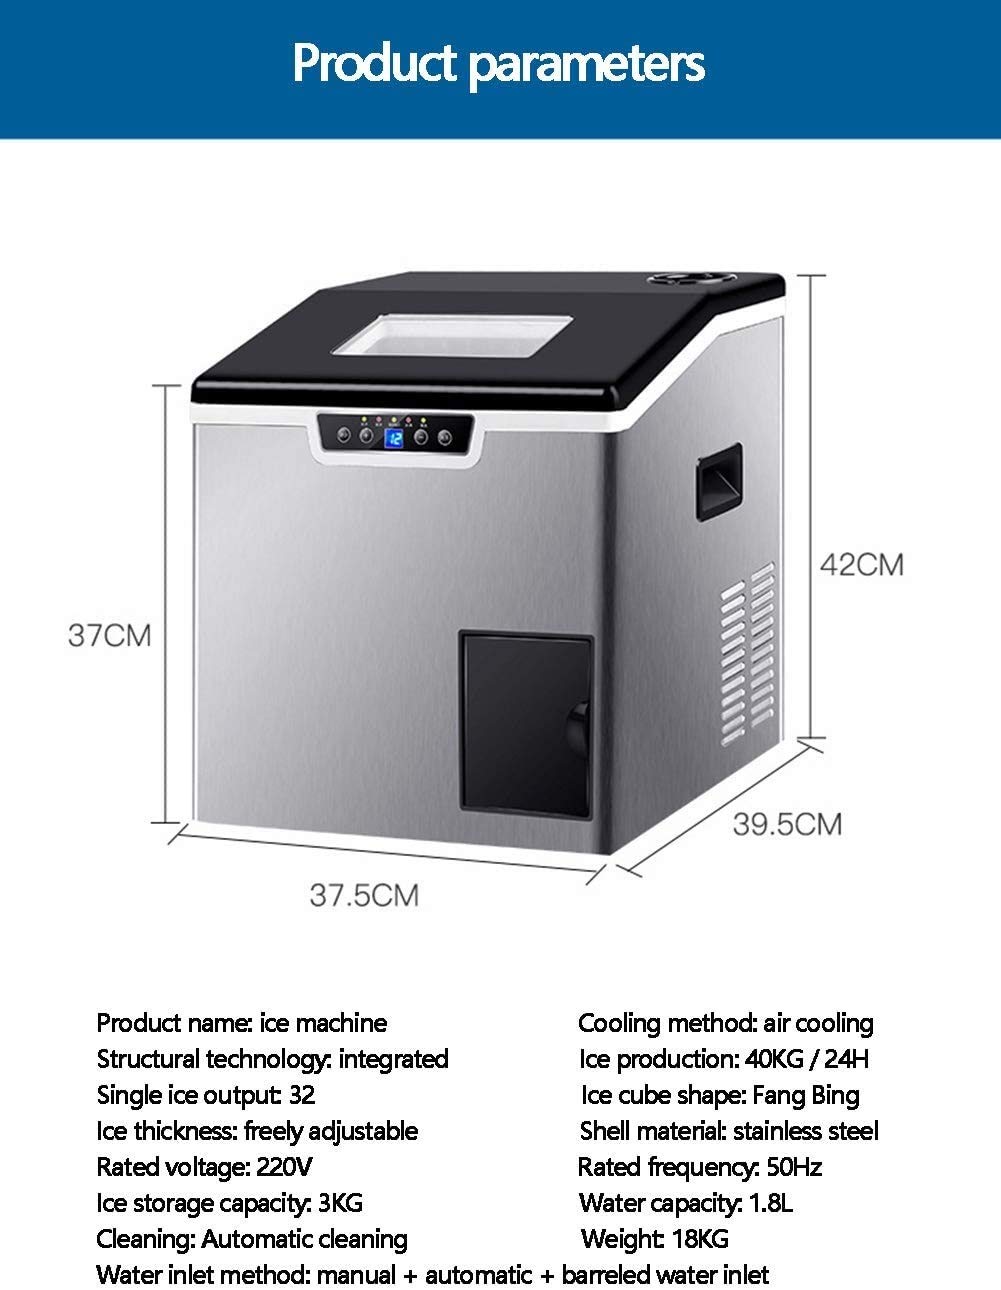 Product parameters
12
42CM
37CM
39.5CM
37.5CM
Product name: ice machine
Cooling method: air cooling
Structural technology: integrated
Ice production: 40KG / 24H
Single ice output: 32
Ice cube shape: Fang Bing
Ice thickness: freely adjustable
Shell material: stainless steel
Rated voltage: 220V
Rated frequency: 50Hz
Ice storage capacity: 3KG
Water capacity: 1.8L
Cleaning: Automatic cleaning
Weight: 18KG
Water inlet method: manual + automatic + barreled water inlet